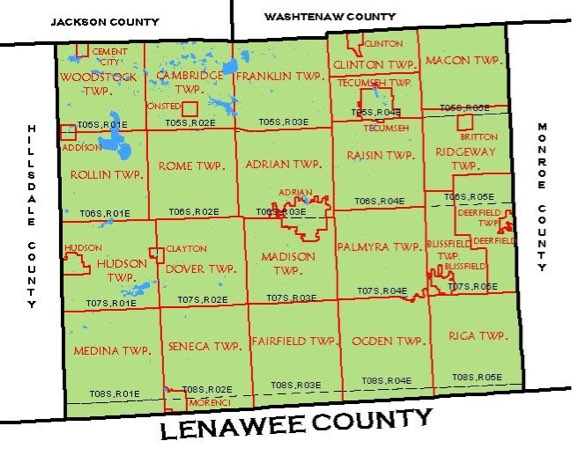 JACKSON COUNTY
WASHTENAW COUNTY
CEMENT
CITY
WOODSTOCK
TWP.
CAMBRIDGE
TWP.
FRANKLIN TWP.
CLINTON
CLINTON TWP.
MACON TWP.
TECUMSEH TWP.
ONSTED
T05S,R01E
T05S,R02E
T05S,R03E
T05S,R04E
T05S,R05E
TECUMSEH
BRITTON
ADDISON
ROLLIN TWP.
ROME TWP.
ADRIAN TWP.
RAISIN TWP.
RIDGEWAY
TWP.
ADRIAN
T06S,R01E
T06S,R02E
T06S,R03E
T06S,R04E
T06S,R05E
DEERFIELD
TWP.
DEERFIELD
HUDSON
HUDSON
TWP.
CLAYTON
DOVER TWP.
MADISON
TWP.
PALMYRA TWP.
BLISSFIELD
TWP.
BLISSFIELD
T07S,R01E
T07S,R02E
T07S,R03E
T07S,R04E
T07S,R05E
MEDINA TWP.
SENECA TWP.
FAIRFIELD TWP.
OGDEN TWP.
RIGA TWP.
T08S,R01E
T08S,R02E
T08S,R03E
T08S,R04E
T08S,R05E
MORENCI
HILLSDALE COUNTY
MONROE COUNTY
LENAWEE COUNTY